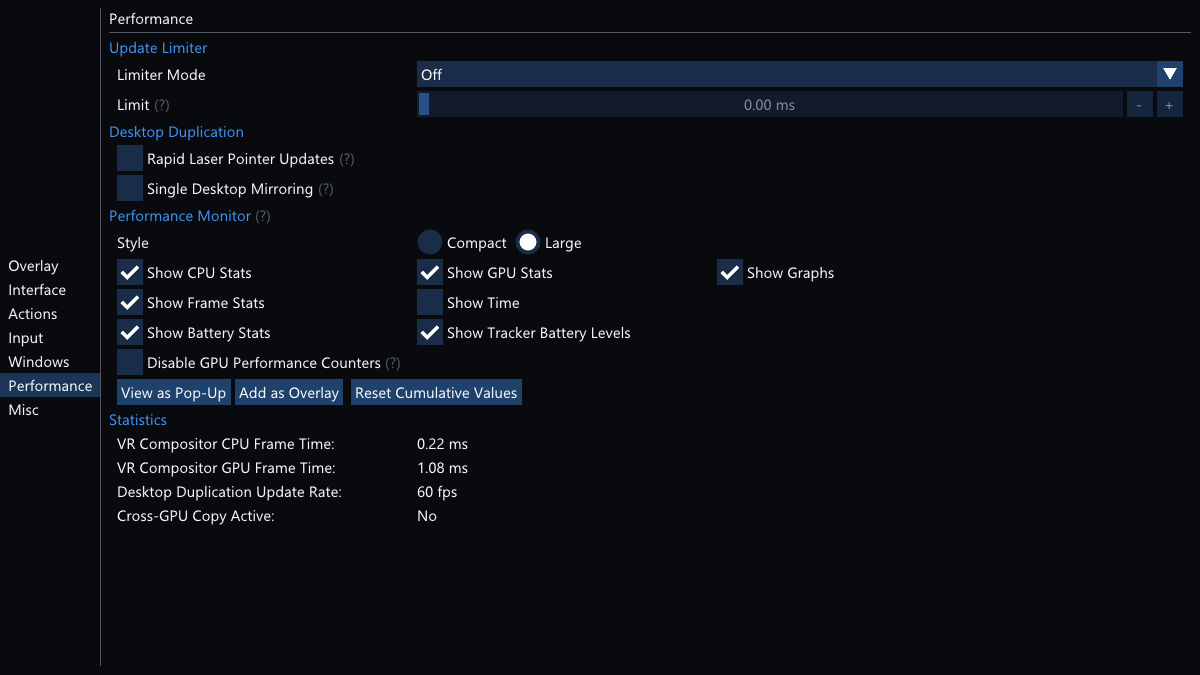 Performance
Update Limiter
Limiter Mode Off
Limit (?) 0.00 ms - +
Desktop Duplication
Rapid Laser Pointer Updates (?)
Single Desktop Mirroring (?)
Performance Monitor (?)
Style Compact Large
Show CPU Stats Show GPU Stats Show Graphs
Show Frame Stats Show Time
Show Battery Stats Show Tracker Battery Levels
Disable GPU Performance Counters (?)
View as Pop-Up Add as Overlay Reset Cumulative Values
Statistics
VR Compositor CPU Frame Time: 0.22 ms
VR Compositor GPU Frame Time: 1.08 ms
Desktop Duplication Update Rate: 60 fps
Cross-GPU Copy Active: No
Overlay
Interface
Actions
Input
Windows
Performance
Misc